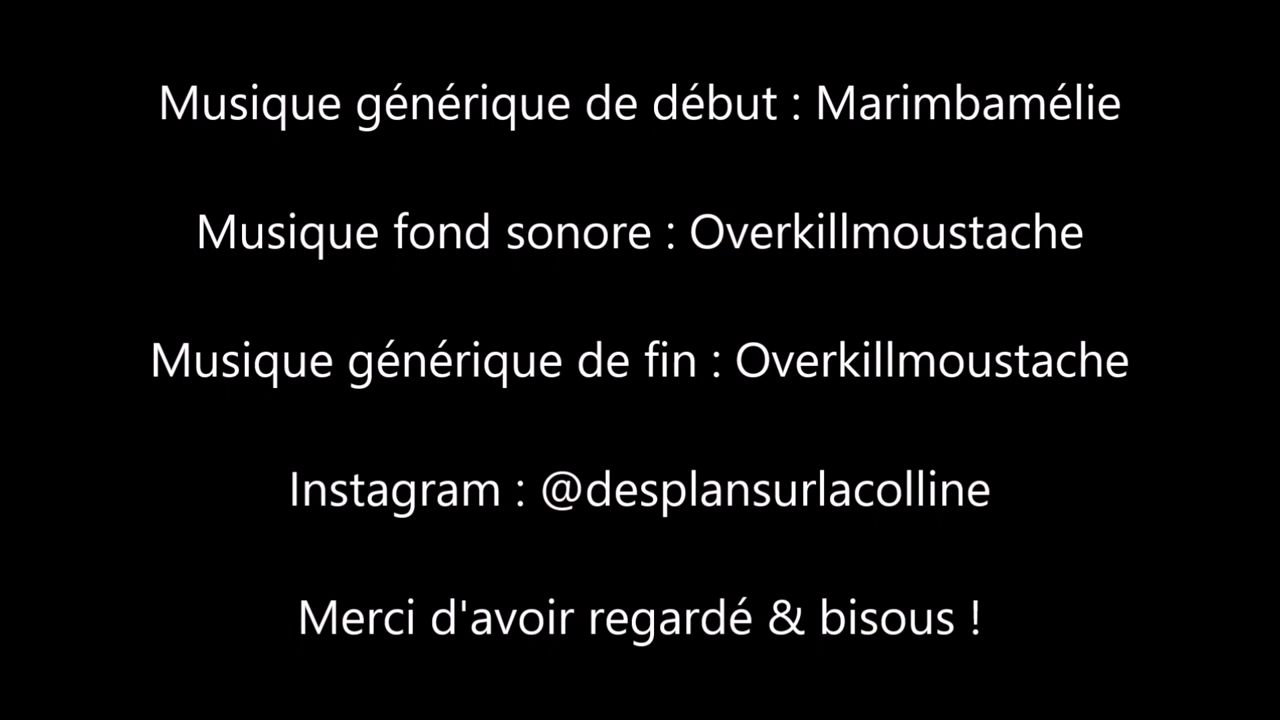 Musique générique de début : Marimbamélie
Musique fond sonore : Overkillmoustache
Musique générique de fin : Overkillmoustache
Instagram : @desplansurlacolline
Merci d'avoir regardé & bisous !